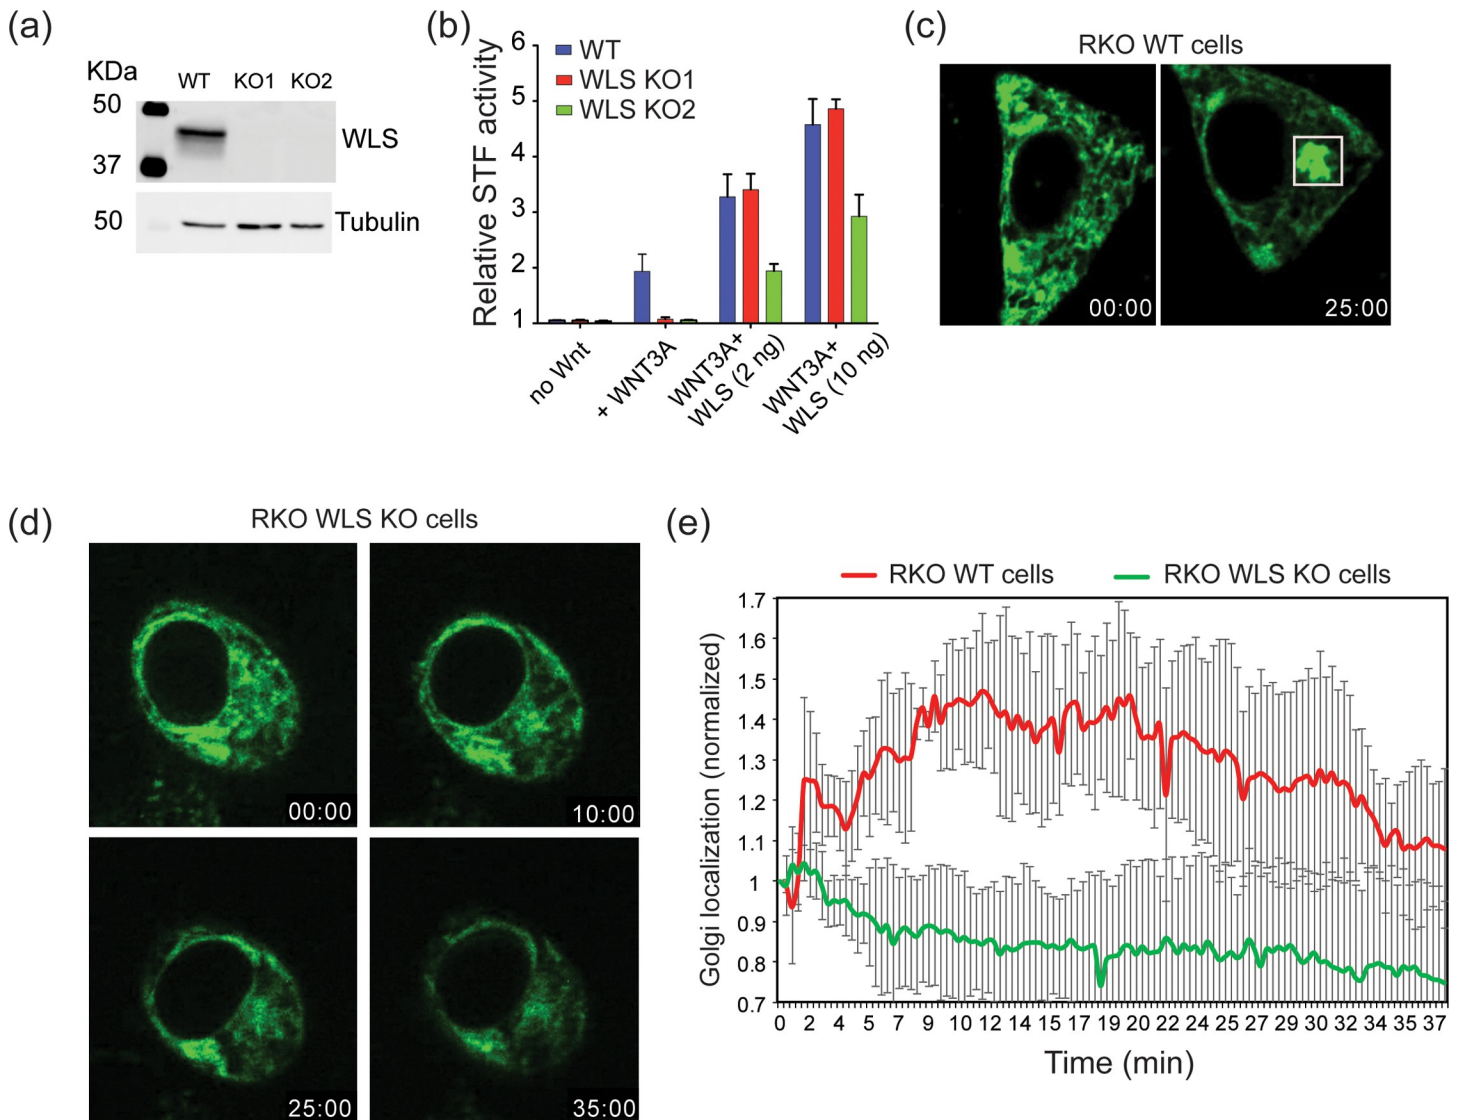 (a)
KDa
WT KO1 KO2
50
37
WLS
50
Tubulin
(b)
Relative STF activity
6
5
4
3
2
1
WT
WLS KO1
WLS KO2
no Wnt
+ WNT3A
WNT3A+
WLS (2 ng)
WNT3A+
WLS (10 ng)
(c)
RKO WT cells
00:00
25:00
(d)
RKO WLS KO cells
00:00
10:00
25:00
35:00
(e)
RKO WT cells
RKO WLS KO cells
Golgi localization (normalized)
1.7
1.6
1.5
1.4
1.3
1.2
1.1
1
0.9
0.8
0.7
0 2 4 5 7 9 10 12 14 15 17 19 20 22 24 25 27 29 30 32 34 35 37
Time (min)